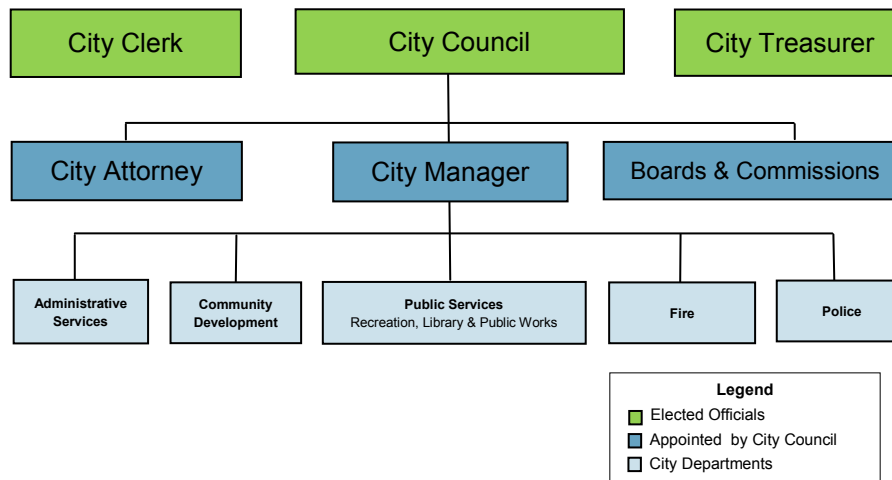 City Clerk
City Council
City Treasurer
City Attorney
City Manager
Boards & Commissions
Administrative
Services
Community
Development
Public Services
Recreation, Library & Public Works
Fire
Police
Legend
Elected Officials
Appointed by City Council
City Departments